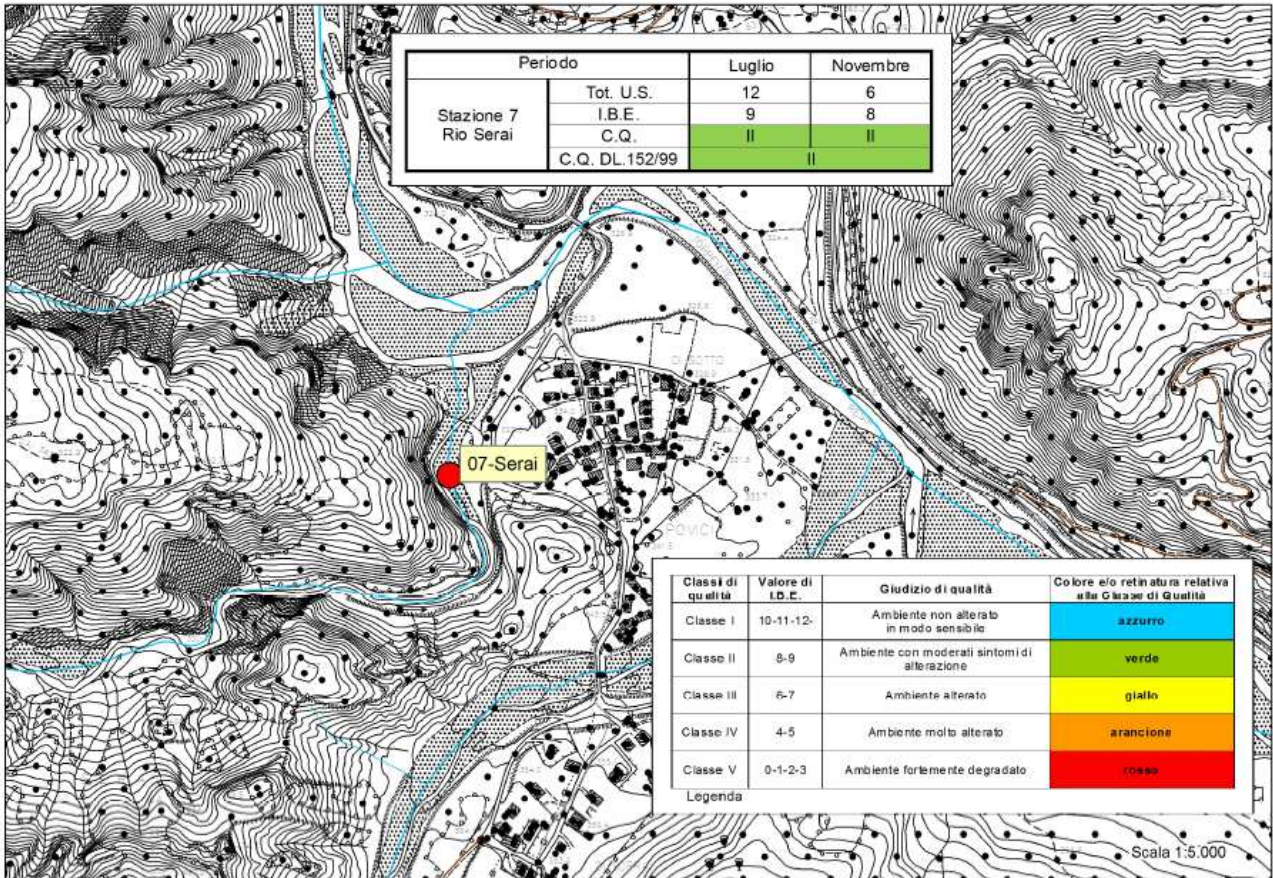 Periodo Luglio Novembre
Stazione 7
Rio Serai
Tot. U.S. 12 6
I.B.E. 9 8
C.Q. II II
C.Q. DL.152/99 II
07-Serai
DI SOTTO
POVICI
Classi di qualità Valore di I.B.E. Giudizio di qualità Colore e/o retinatura relativa alla Classe di Qualità
Classe I 10-11-12- Ambiente non alterato in modo sensibile azzurro
Classe II 8-9 Ambiente con moderati sintomi di alterazione verde
Classe III 6-7 Ambiente alterato giallo
Classe IV 4-5 Ambiente molto alterato arancione
Classe V 0-1-2-3 Ambiente fortemente degradato rosso
Legenda
Scala 1:5.000